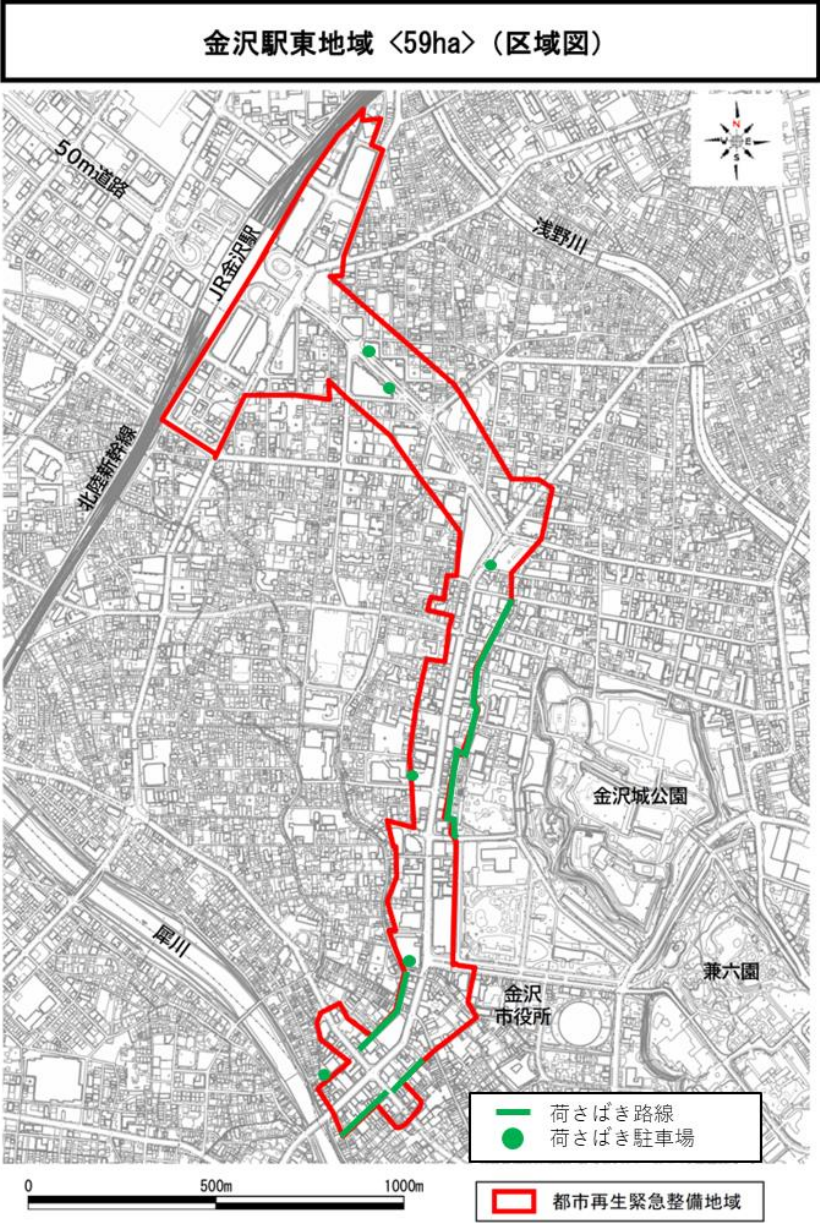 金沢駅東地域 <59ha>（区域図）
N
E
S
50m道路
JR金沢駅
浅野川
北陸新幹線
金沢城公園
犀川
兼六園
金沢
市役所
荷さばき路線
荷さばき駐車場
0 500m 1000m
都市再生緊急整備地域